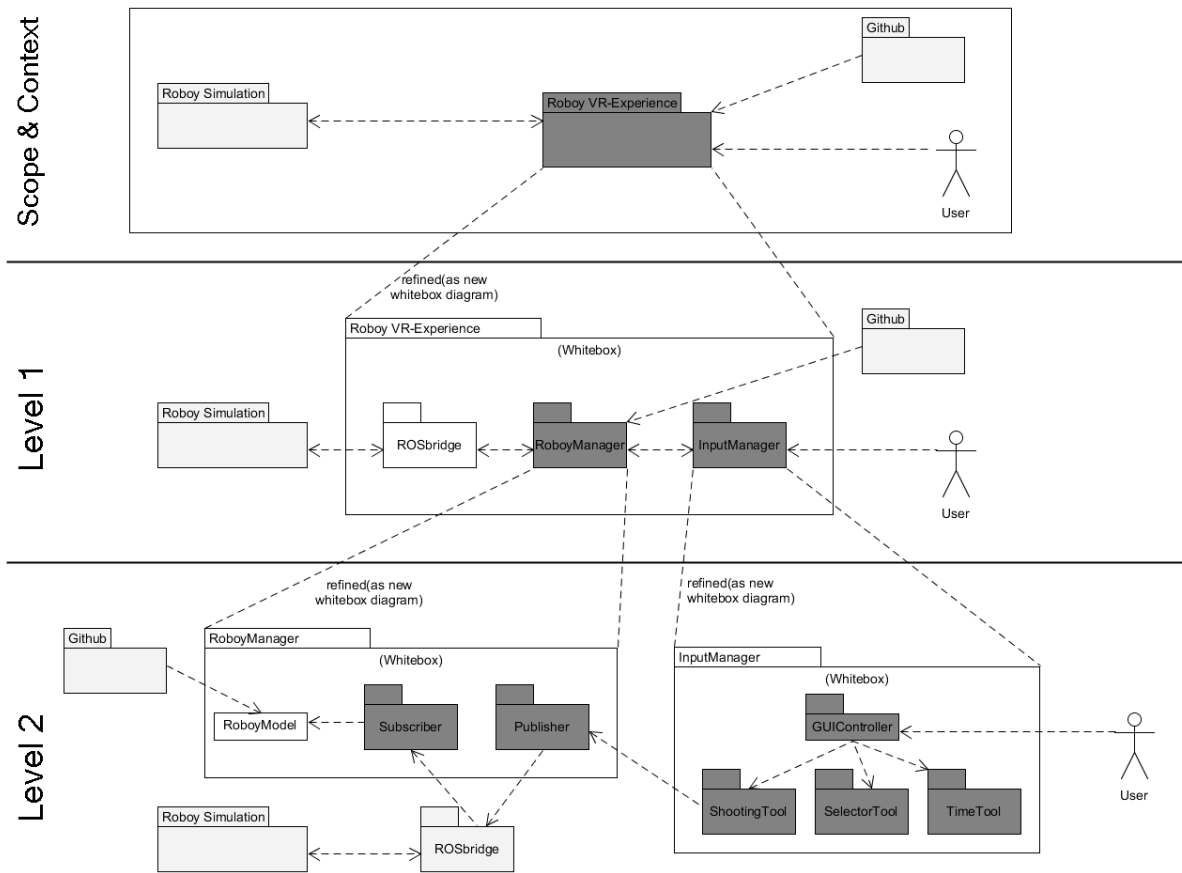 Scope & Context
Github
Roboy Simulation
Roboy VR-Experience
User
refined(as new
whitebox diagram)
Level 1
Roboy VR-Experience
(Whitebox)
Github
Roboy Simulation
ROSbridge
RoboyManager
InputManager
User
refined(as new
whitebox diagram)
refined(as new
whitebox diagram)
Level 2
Github
RoboyManager
(Whitebox)
RoboyModel
Subscriber
Publisher
InputManager
(Whitebox)
GUIController
ShootingTool
SelectorTool
TimeTool
User
Roboy Simulation
ROSbridge